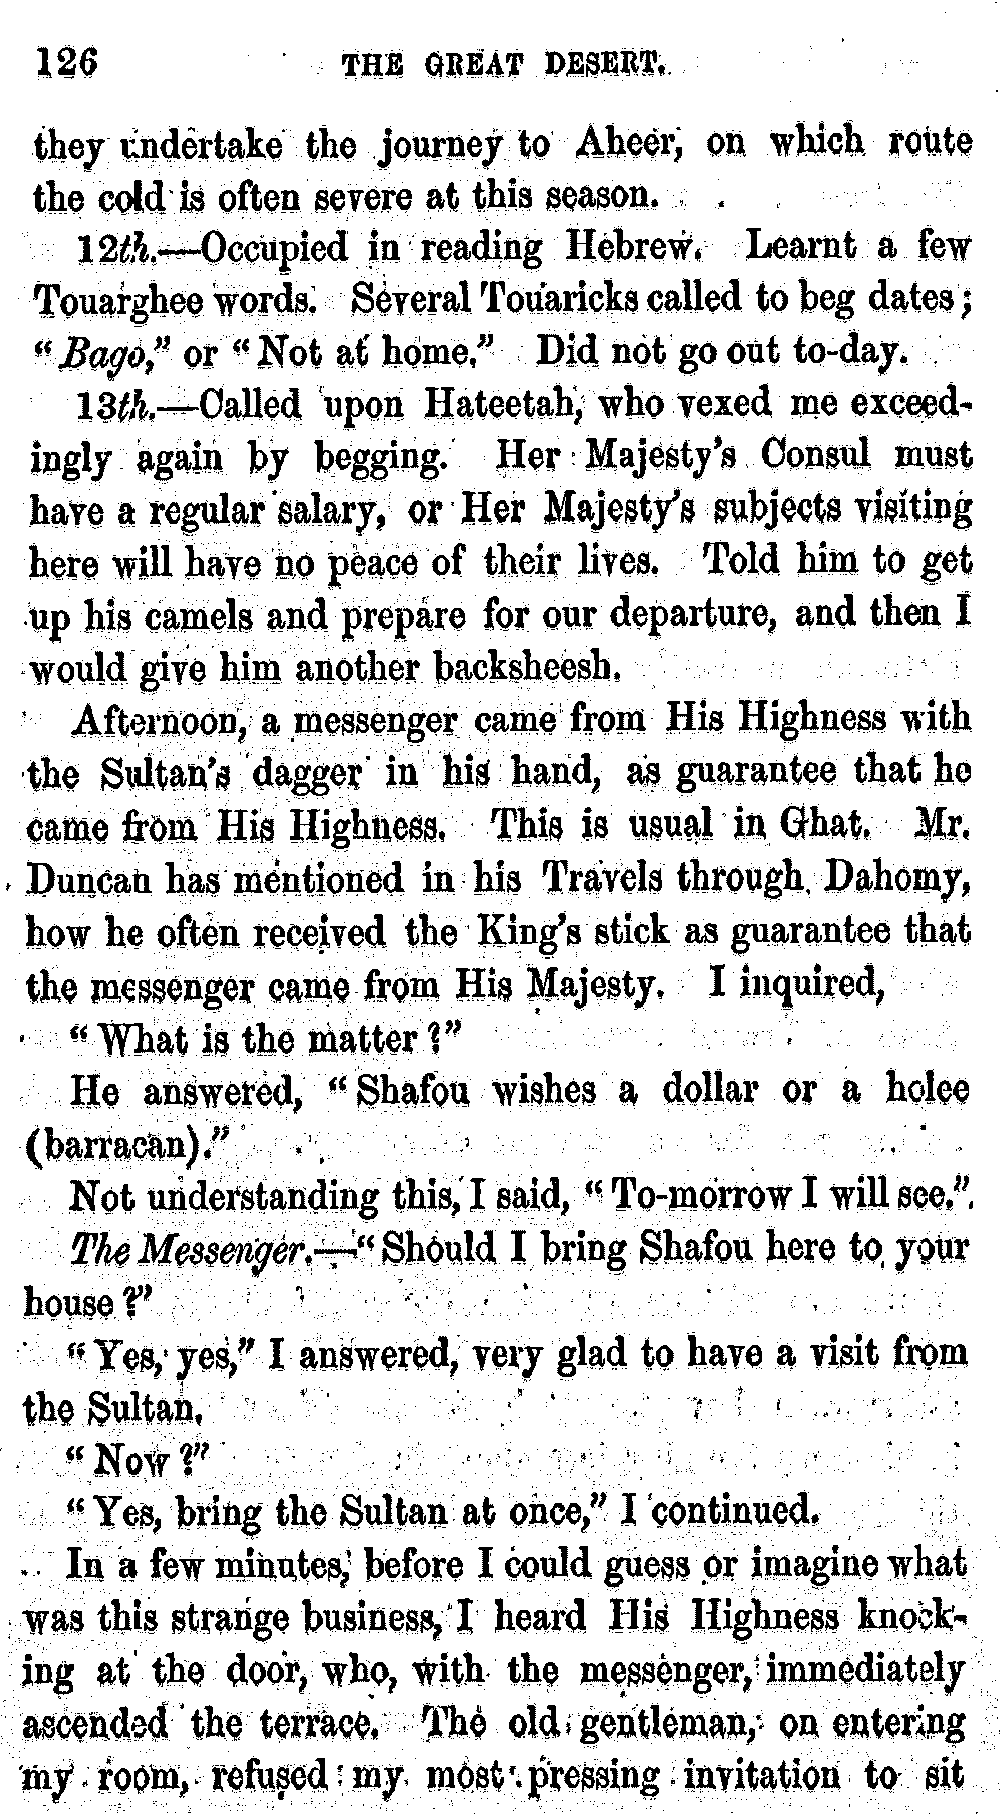 126 THE GREAT DESERT.
they undertake the journey to Aheer, on which route
the cold is often severe at this season.
12th.—Occupied in reading Hebrew. Learnt a few
Touarghee words. Several Touaricks called to beg dates;
“Bago,” or “Not at home.” Did not go out to-day.
13th.—Called upon Hateetah, who vexed me exceed-
ingly again by begging. Her Majesty’s Consul must
have a regular salary, or Her Majesty’s subjects visiting
here will have no peace of their lives. Told him to get
up his camels and prepare for our departure, and then I
would give him another backsheesh.
Afternoon, a messenger came from His Highness with
the Sultan’s dagger in his hand, as guarantee that he
came from His Highness. This is usual in Ghat. Mr.
Duncan has mentioned in his Travels through Dahomy,
how he often received the King’s stick as guarantee that
the messenger came from His Majesty. I inquired,
“What is the matter?”
He answered, “Shafou wishes a dollar or a holee
(barracan).”
Not understanding this, I said, “To-morrow I will see.”
The Messenger.—“Should I bring Shafou here to your
house?”
“Yes, yes,” I answered, very glad to have a visit from
the Sultan.
“Now?”
“Yes, bring the Sultan at once,” I continued.
In a few minutes, before I could guess or imagine what
was this strange business, I heard His Highness knock-
ing at the door, who, with the messenger, immediately
ascended the terrace. The old gentleman, on entering
my room, refused my most pressing invitation to sit